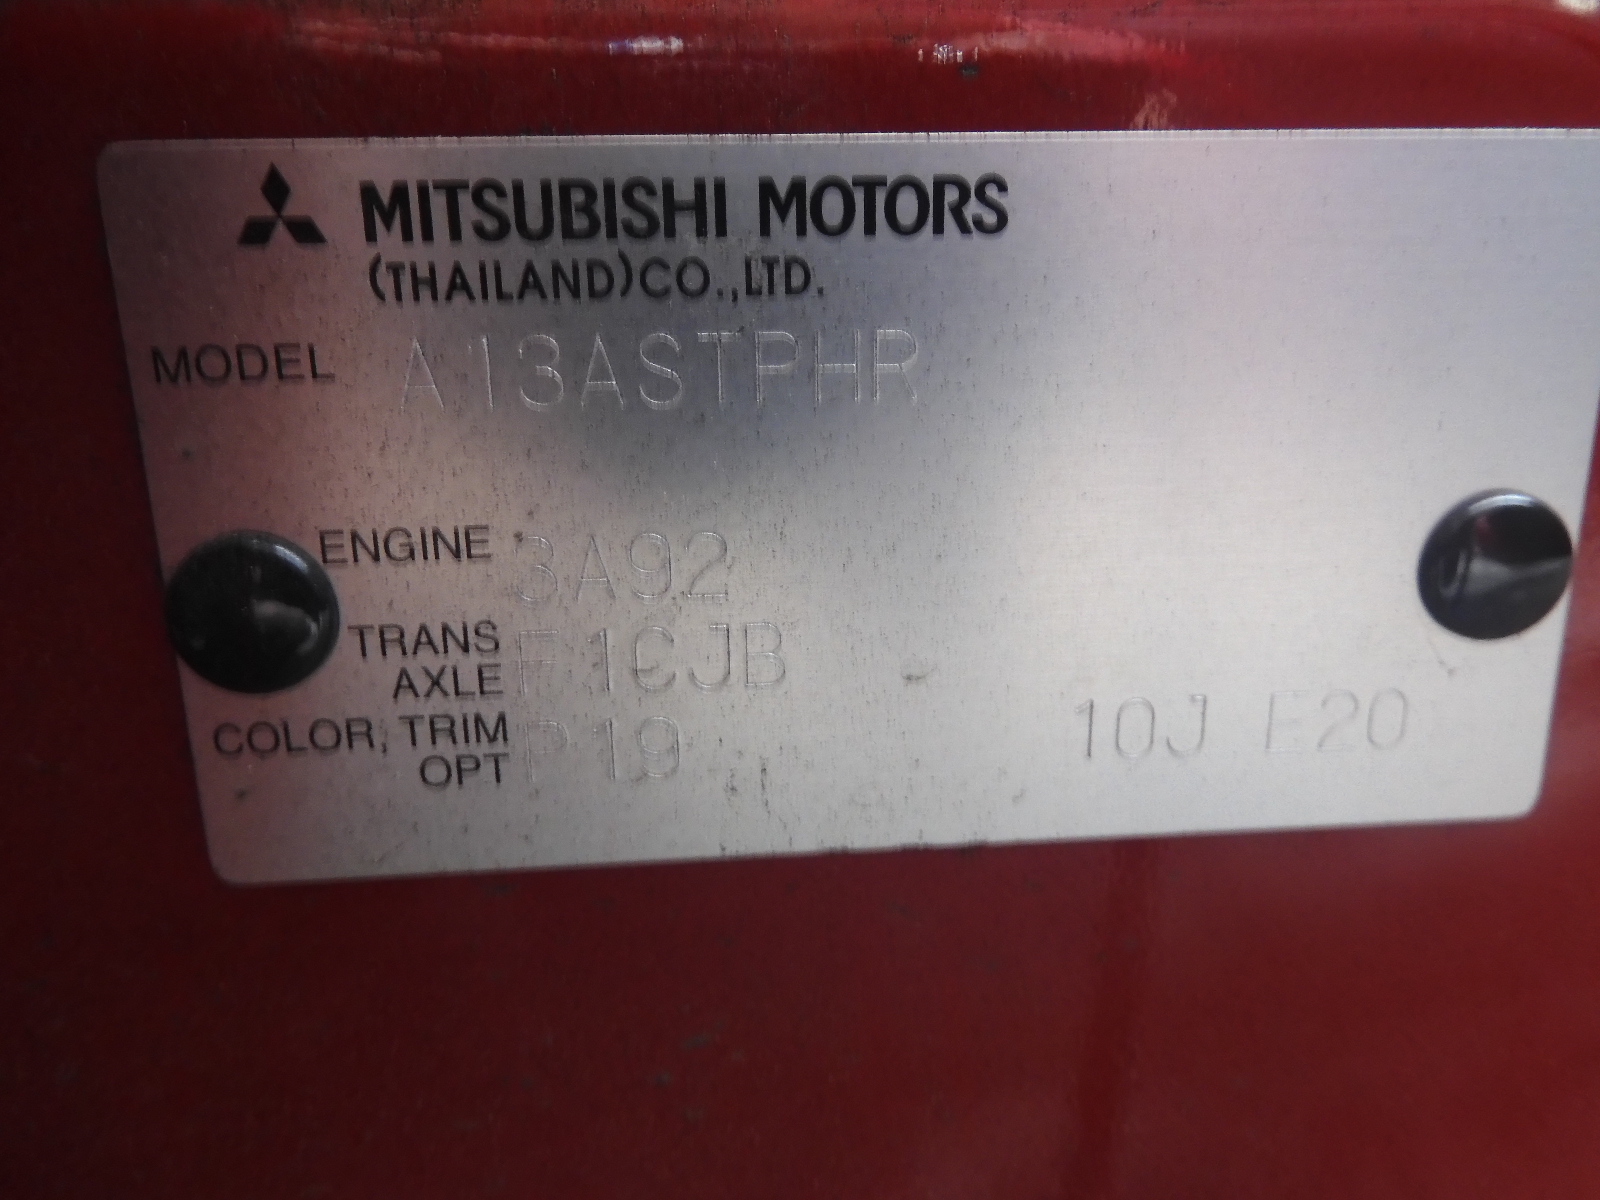 MITSUBISHI MOTORS
(THAILAND)CO.,LTD.
MODEL A13ASTPHR
ENGINE 3A92
TRANS
AXLE F1CJB
COLOR, TRIM
OPT P19 10J E20